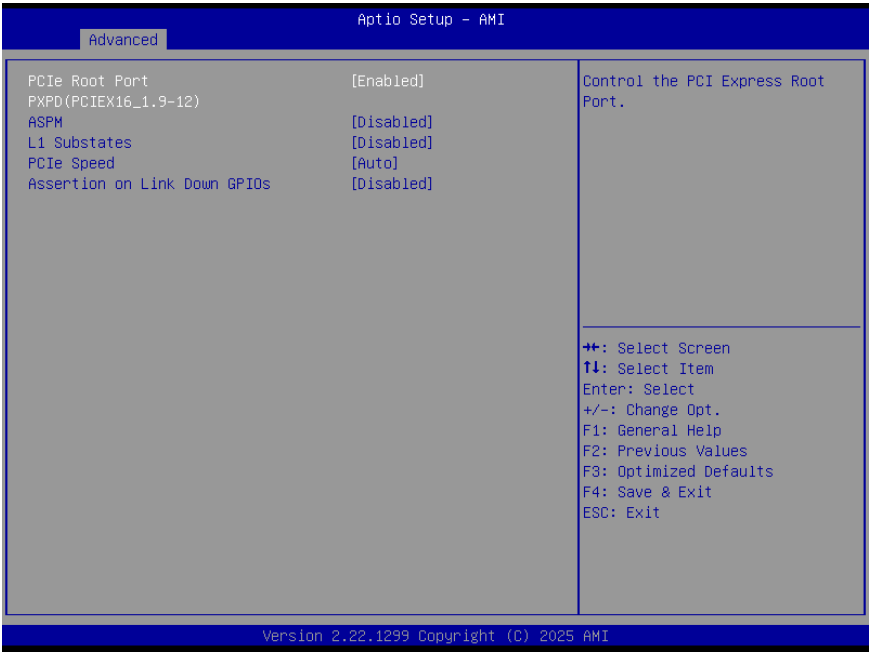 Aptio Setup – AMI
Advanced
PCIe Root Port [Enabled]
PXPD(PCIEX16_1.9-12)
ASPM [Disabled]
L1 Substates [Disabled]
PCIe Speed [Auto]
Assertion on Link Down GPIOs [Disabled]
Control the PCI Express Root
Port.
→←: Select Screen
↑↓: Select Item
Enter: Select
+/-: Change Opt.
F1: General Help
F2: Previous Values
F3: Optimized Defaults
F4: Save & Exit
ESC: Exit
Version 2.22.1299 Copyright (C) 2025 AMI